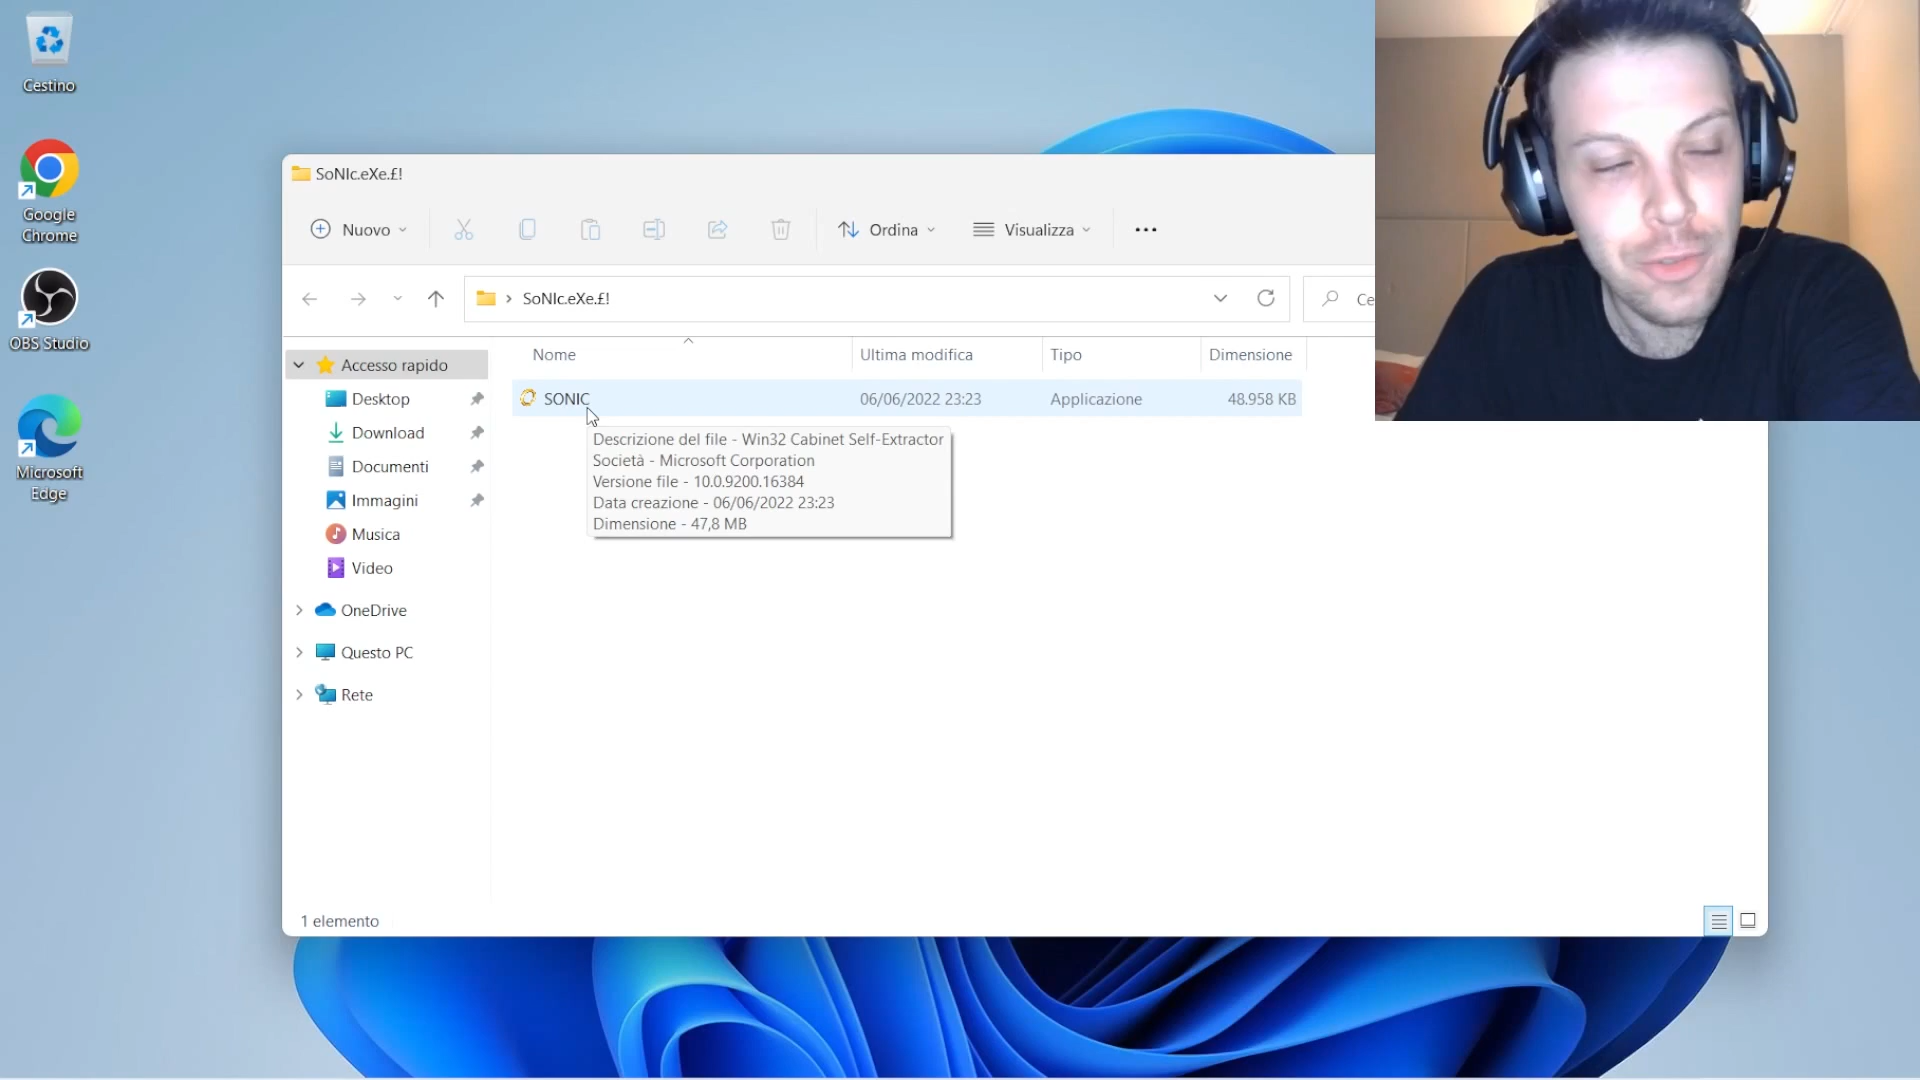 Cestino
Google
Chrome
OBS Studio
Microsoft
Edge
SoNIc.eXe.£!
Nuovo
Ordina
Visualizza
SoNIc.eXe.£!
Ce
Nome
Ultima modifica
Tipo
Dimensione
Accesso rapido
Desktop
Download
Documenti
Immagini
Musica
Video
OneDrive
Questo PC
Rete
SONIC
06/06/2022 23:23
Applicazione
48.958 KB
Descrizione del file - Win32 Cabinet Self-Extractor
Società - Microsoft Corporation
Versione file - 10.0.9200.16384
Data creazione - 06/06/2022 23:23
Dimensione - 47,8 MB
1 elemento